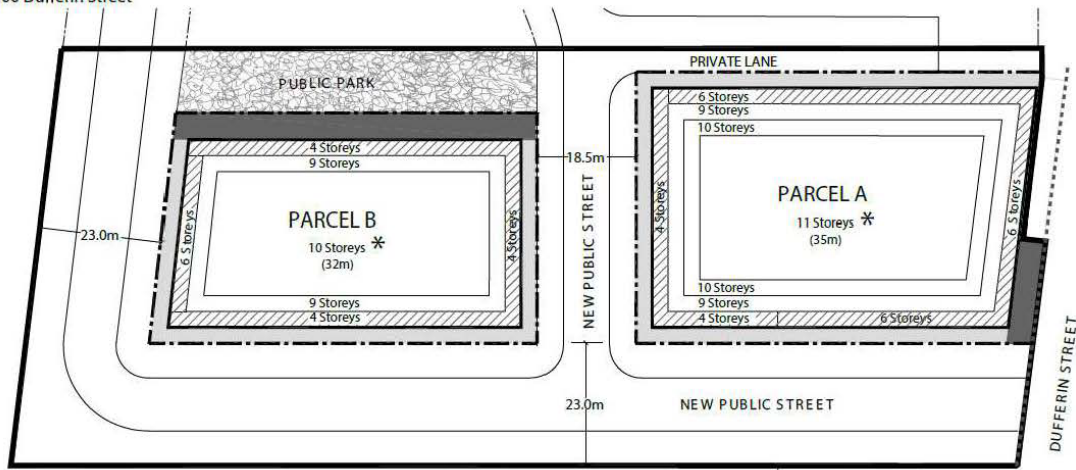 Dufferin Street
PRIVATE LANE
PUBLIC PARK
6 Storeys
9 Storeys
10 Storeys
4 Storeys
9 Storeys
18.5m
PARCEL A
11 Storeys *
(35m)
4 Storeys
6 Storeys
PARCEL B
10 Storeys *
(32m)
6 Storeys
4 Storeys
23.0m
NEW PUBLIC STREET
10 Storeys
9 Storeys
4 Storeys
6 Storeys
9 Storeys
4 Storeys
23.0m
NEW PUBLIC STREET
DUFFERIN STREET